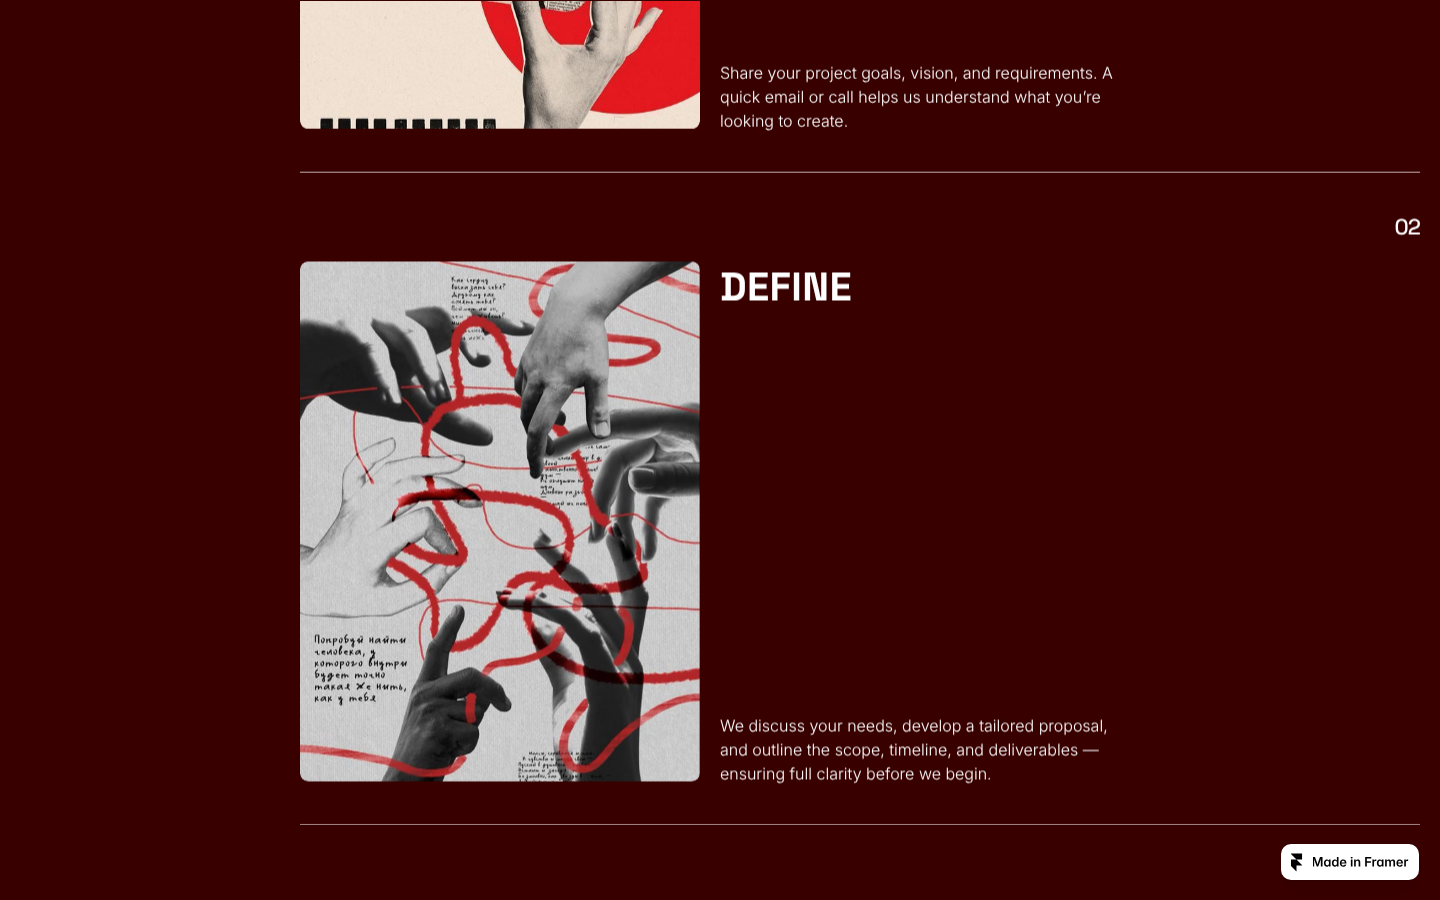 Share your project goals, vision, and requirements. A
quick email or call helps us understand what you’re
looking to create.
02
DEFINE
Попробуй найти
человека, у
которого внутри
будет точно
такая же нить,
как у тебя
We discuss your needs, develop a tailored proposal,
and outline the scope, timeline, and deliverables —
ensuring full clarity before we begin.
Made in Framer